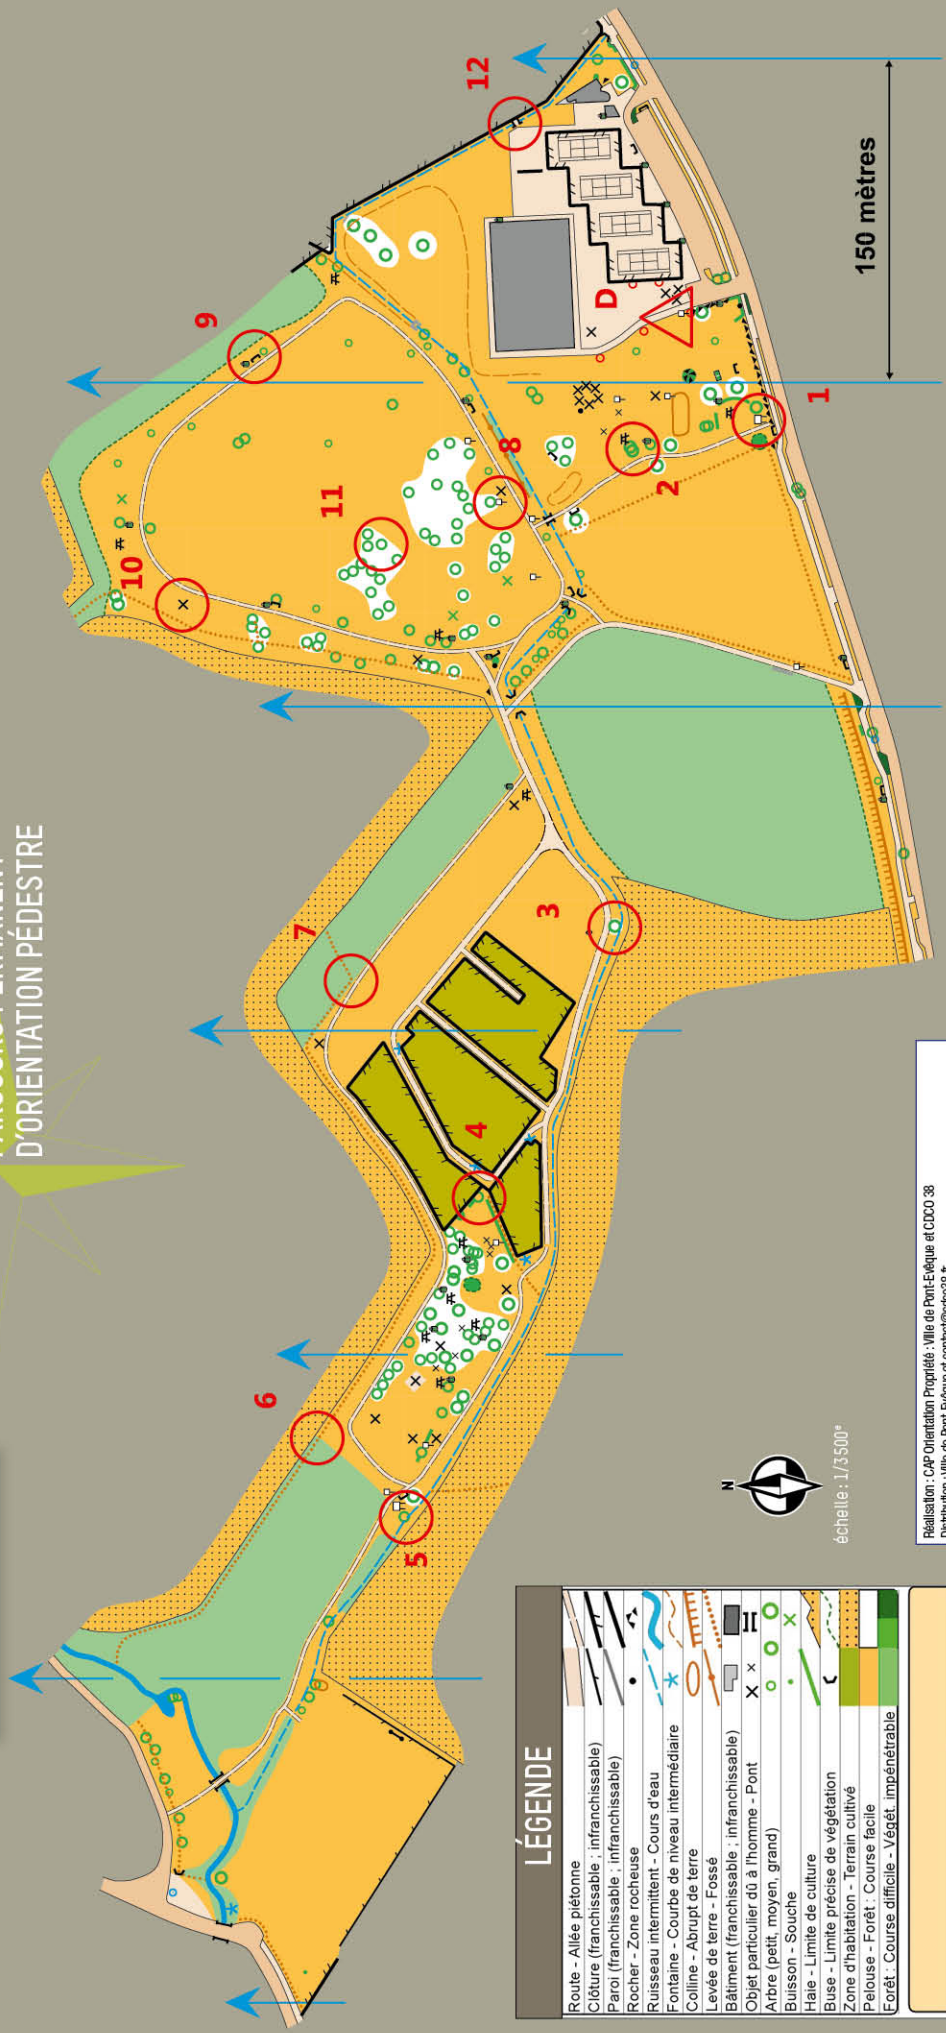 D'ORIENTATION PÉDESTRE
12
9
D
150 mètres
1
8
2
11
10
3
7
4
6
5
N
échelle : 1/3500°
LÉGENDE
Route - Allée piétonne
Clôture (franchissable ; infranchissable)
Paroi (franchissable ; infranchissable)
Rocher - Zone rocheuse
Ruisseau intermittent - Cours d'eau
Fontaine - Courbe de niveau intermédiaire
Colline - Abrupt de terre
Levée de terre - Fossé
Bâtiment (franchissable ; infranchissable)
Objet particulier dû à l'homme - Pont
Arbre (petit, moyen, grand)
Buisson - Souche
Haie - Limite de culture
Buse - Limite précise de végétation
Zone d'habitation - Terrain cultivé
Pelouse - Forêt : Course facile
Forêt : Course difficile - Végét. impénétrable
Réalisation : CAP Orientation Propriété : Ville de Pont-Evêque et CDCO 38